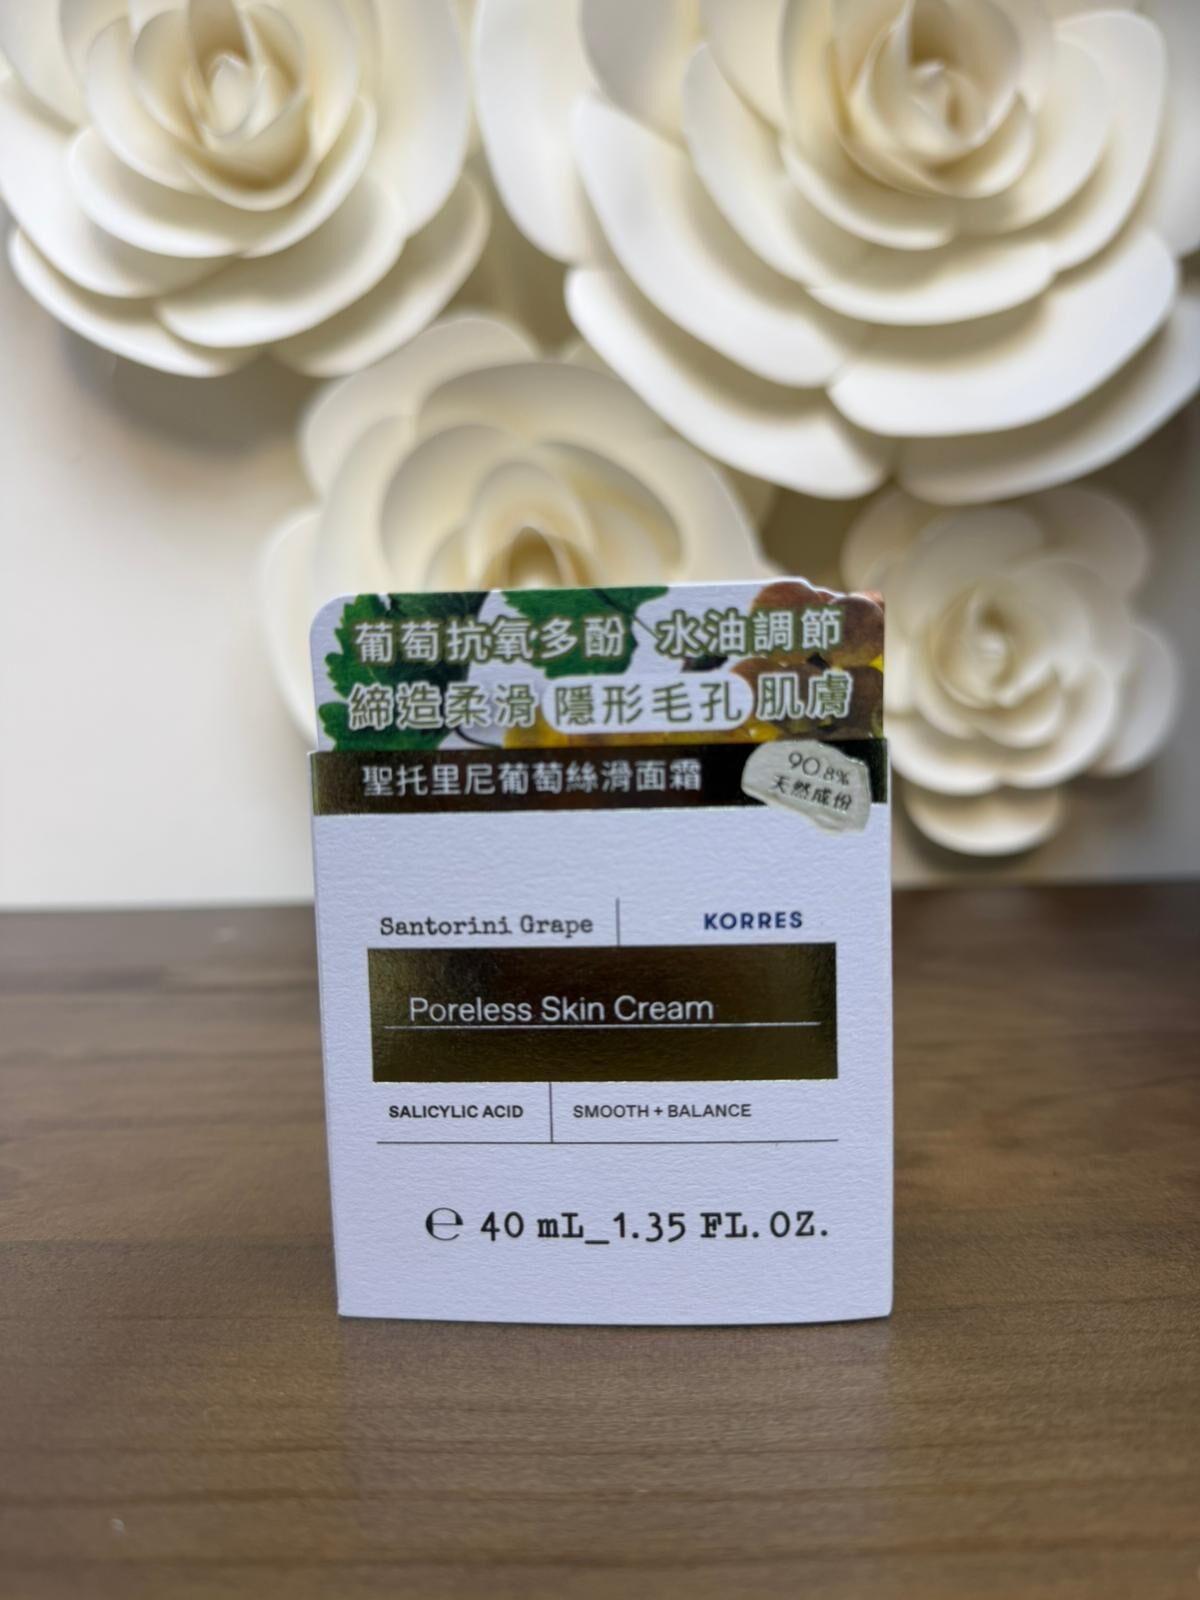 葡萄抗氧多酚 水油調節
締造柔滑 隱形毛孔 肌膚
聖托里尼葡萄絲滑面霜
90.8%
天然成份
Santorini Grape
KORRES
Poreless Skin Cream
SALICYLIC ACID
SMOOTH + BALANCE
℮ 40 mL_1.35 FL. OZ.